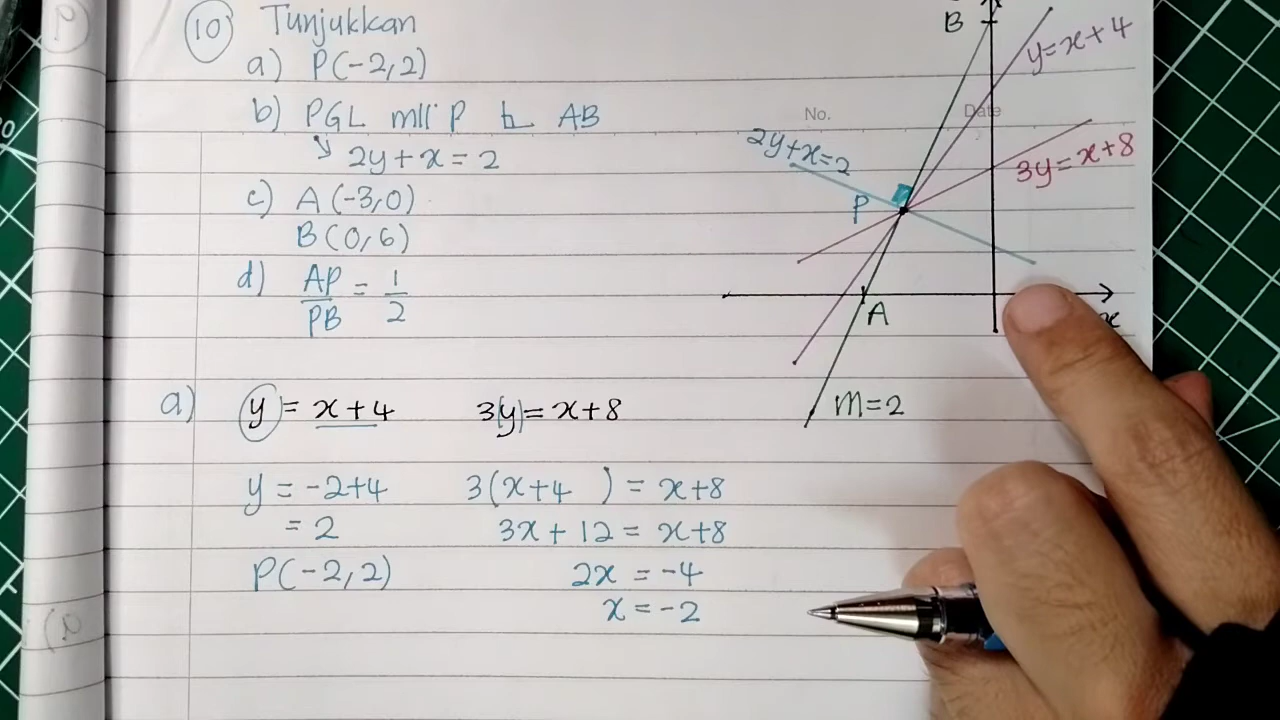 10 Tunjukkan
a) P(-2,2)
b) PGL mll P ⊥ AB
↘ 2y+x=2
c) A(-3,0)
B(0,6)
d) AP/PB = 1/2
B
y=x+4
No.
Date
2y+x=2
3y=x+8
P
A
x
m=2
a) y = x+4 3(y)= x+8
y = -2+4 3(x+4 ) = x+8
= 2 3x+12 = x+8
P(-2,2) 2x = -4
x = -2